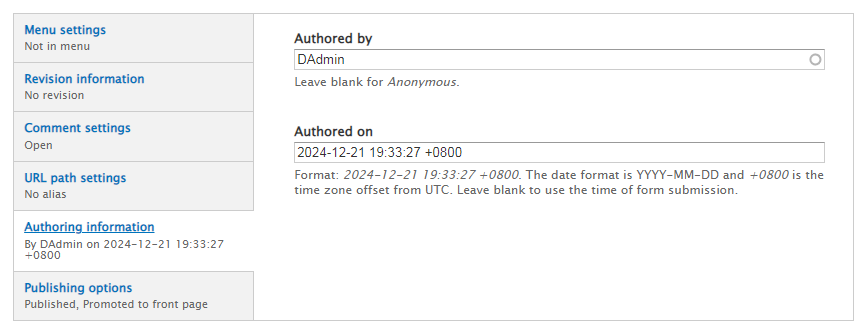 Menu settings
Not in menu
Revision information
No revision
Comment settings
Open
URL path settings
No alias
Authoring information
By DAdmin on 2024-12-21 19:33:27
+0800
Publishing options
Published, Promoted to front page
Authored by
DAdmin
Leave blank for Anonymous.
Authored on
2024-12-21 19:33:27 +0800
Format: 2024-12-21 19:33:27 +0800. The date format is YYYY-MM-DD and +0800 is the
time zone offset from UTC. Leave blank to use the time of form submission.